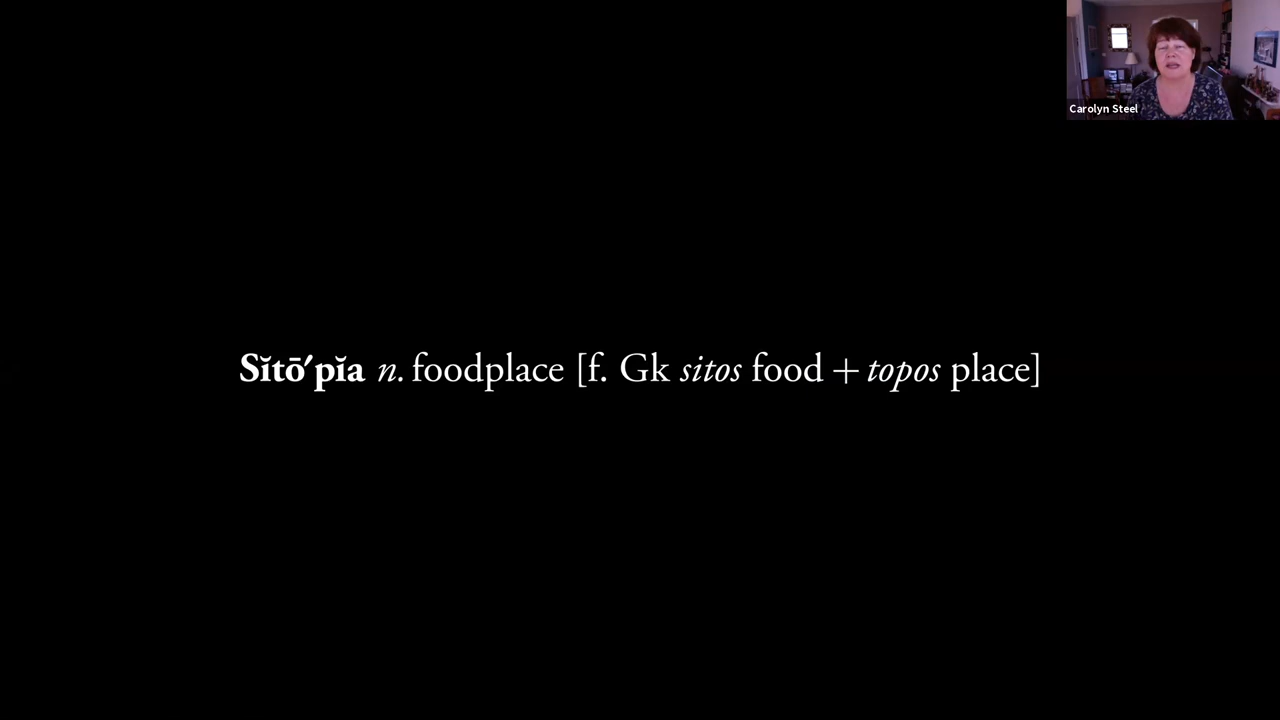 Carolyn Steel
Sĭtō′pĭa n. foodplace [f. Gk sitos food + topos place]